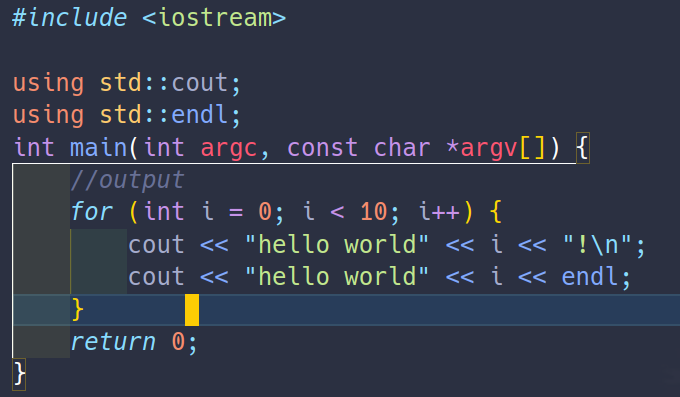 #include <iostream>

using std::cout;
using std::endl;
int main(int argc, const char *argv[]) {
    //output
    for (int i = 0; i < 10; i++) {
        cout << "hello world" << i << "!\n";
        cout << "hello world" << i << endl;
    }
    return 0;
}